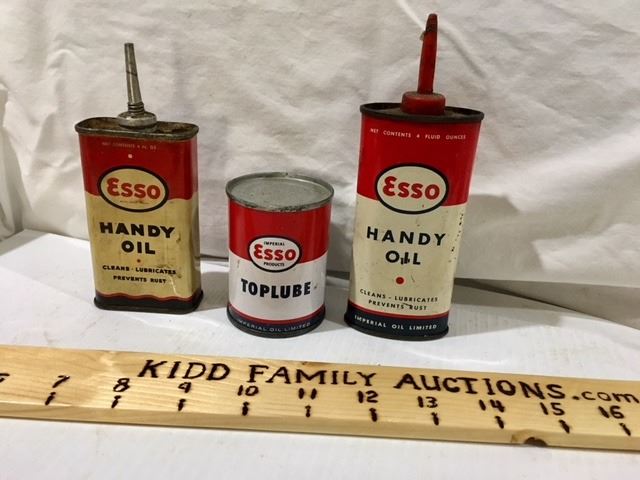 NET CONTENTS 4 FL. OZ.
Esso
HANDY
OIL
CLEANS - LUBRICATES
PREVENTS RUST
IMPERIAL
Esso
PRODUCTS
TOPLUBE
IMPERIAL OIL LIMITED
NET CONTENTS 4 FLUID OUNCES
Esso
HANDY
OIL
CLEANS - LUBRICATES
PREVENTS RUST
IMPERIAL OIL LIMITED
KIDD FAMILY AUCTIONS.com
7 8 9 10 11 12 13 14 15 16